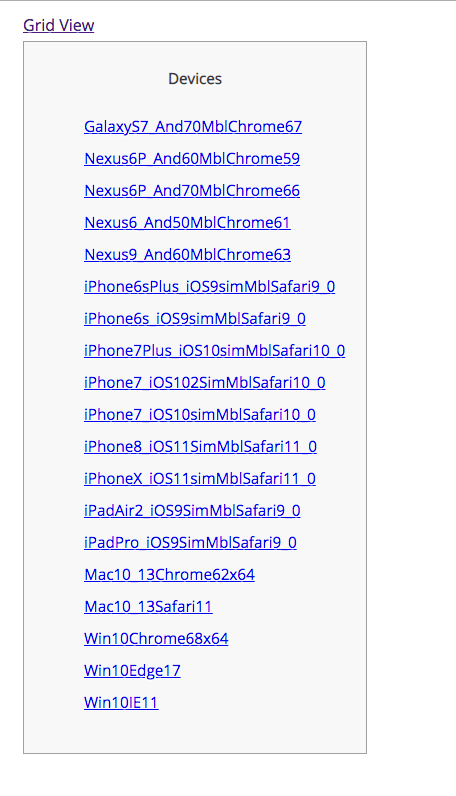 Grid View
Devices
GalaxyS7_And70MblChrome67
Nexus6P_And60MblChrome59
Nexus6P_And70MblChrome66
Nexus6_And50MblChrome61
Nexus9_And60MblChrome63
iPhone6sPlus_iOS9simMblSafari9_0
iPhone6s_iOS9simMblSafari9_0
iPhone7Plus_iOS10simMblSafari10_0
iPhone7_iOS102SimMblSafari10_0
iPhone7_iOS10simMblSafari10_0
iPhone8_iOS11SimMblSafari11_0
iPhoneX_iOS11simMblSafari11_0
iPadAir2_iOS9SimMblSafari9_0
iPadPro_iOS9SimMblSafari9_0
Mac10_13Chrome62x64
Mac10_13Safari11
Win10Chrome68x64
Win10Edge17
Win10IE11